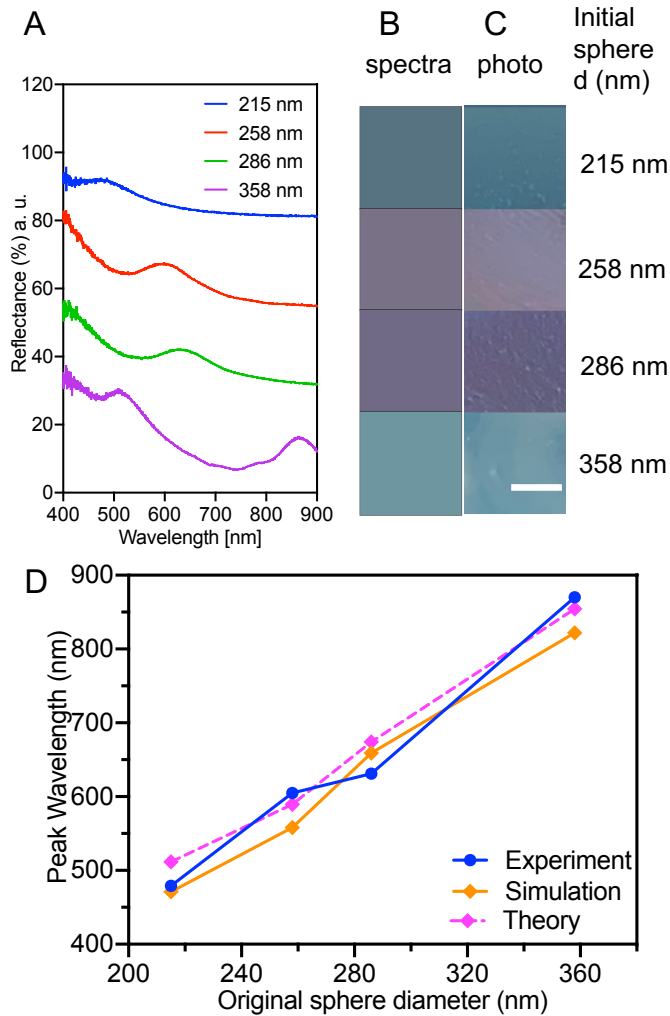 A
B
C
Initial
sphere
d (nm)
spectra
photo
120
100
80
60
40
20
0
Reflectance (%) a. u.
215 nm
258 nm
286 nm
358 nm
400 500 600 700 800 900
Wavelength [nm]
215 nm
258 nm
286 nm
358 nm
D
900
800
700
600
500
400
Peak Wavelength (nm)
Experiment
Simulation
Theory
200 240 280 320 360
Original sphere diameter (nm)